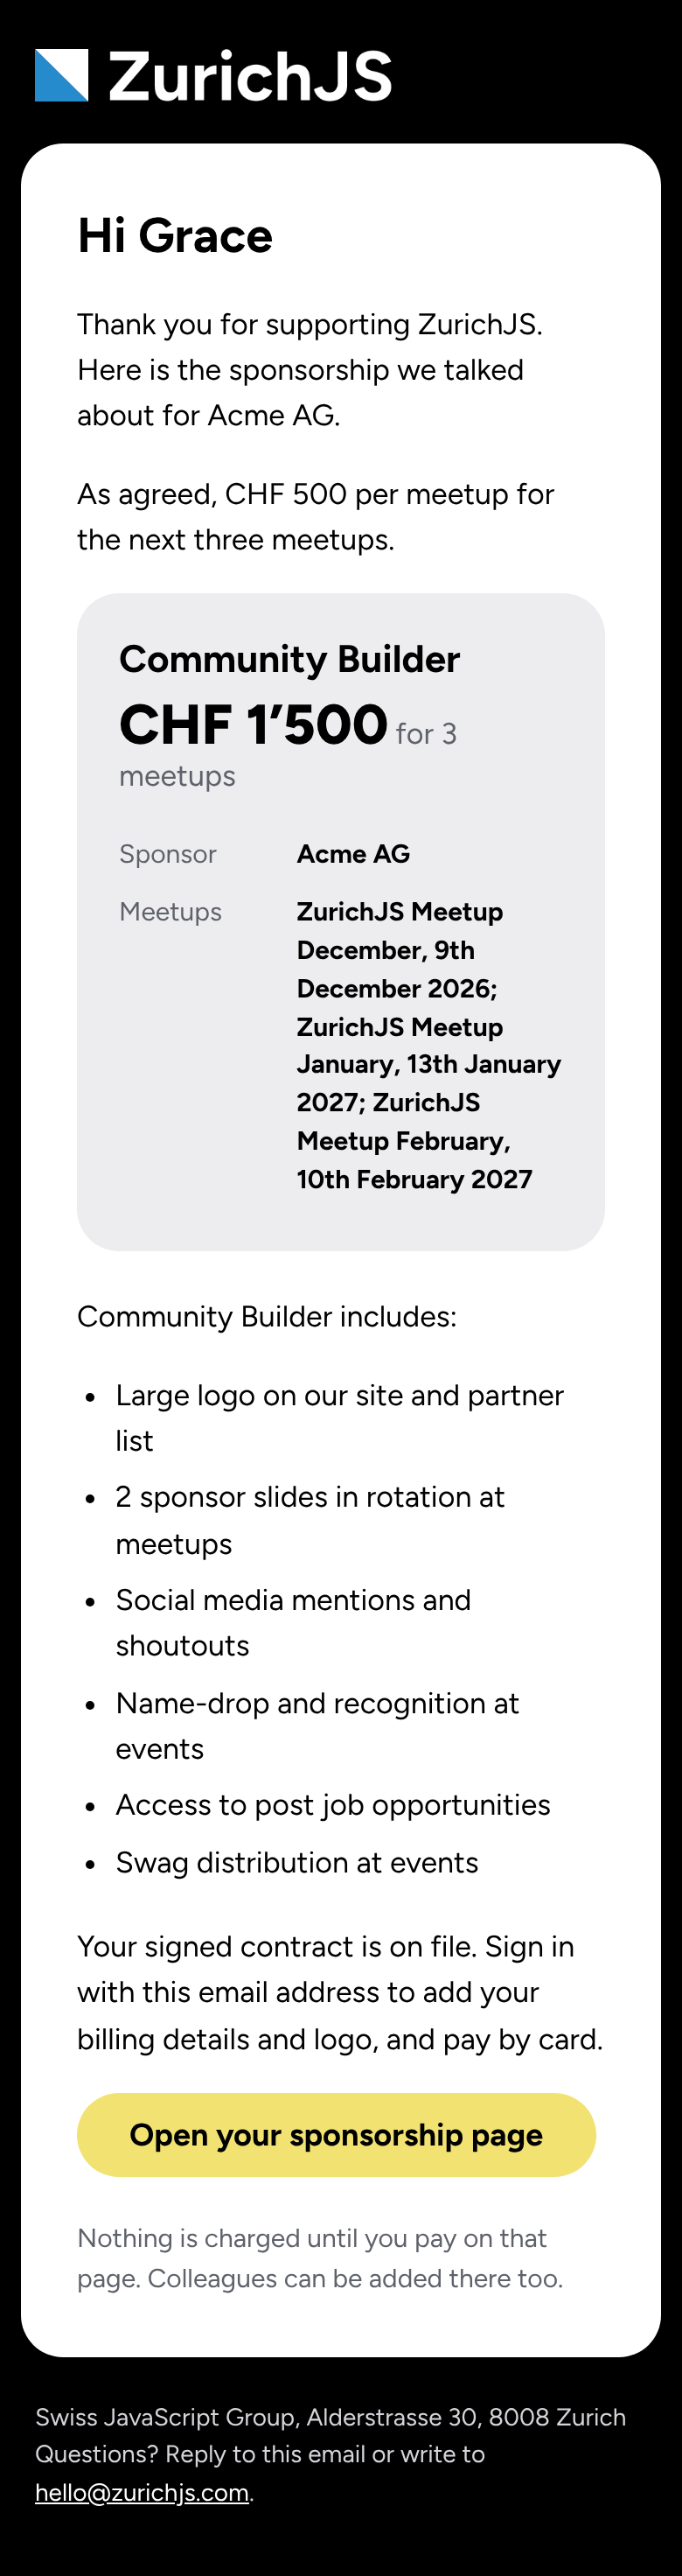 ZurichJS
Hi Grace
Thank you for supporting ZurichJS.
Here is the sponsorship we talked
about for Acme AG.
As agreed, CHF 500 per meetup for
the next three meetups.
Community Builder
CHF 1’500 for 3
meetups
Sponsor Acme AG
Meetups ZurichJS Meetup
December, 9th
December 2026;
ZurichJS Meetup
January, 13th January
2027; ZurichJS
Meetup February,
10th February 2027
Community Builder includes:
• Large logo on our site and partner
list
• 2 sponsor slides in rotation at
meetups
• Social media mentions and
shoutouts
• Name-drop and recognition at
events
• Access to post job opportunities
• Swag distribution at events
Your signed contract is on file. Sign in
with this email address to add your
billing details and logo, and pay by card.
Open your sponsorship page
Nothing is charged until you pay on that
page. Colleagues can be added there too.
Swiss JavaScript Group, Alderstrasse 30, 8008 Zurich
Questions? Reply to this email or write to
hello@zurichjs.com.